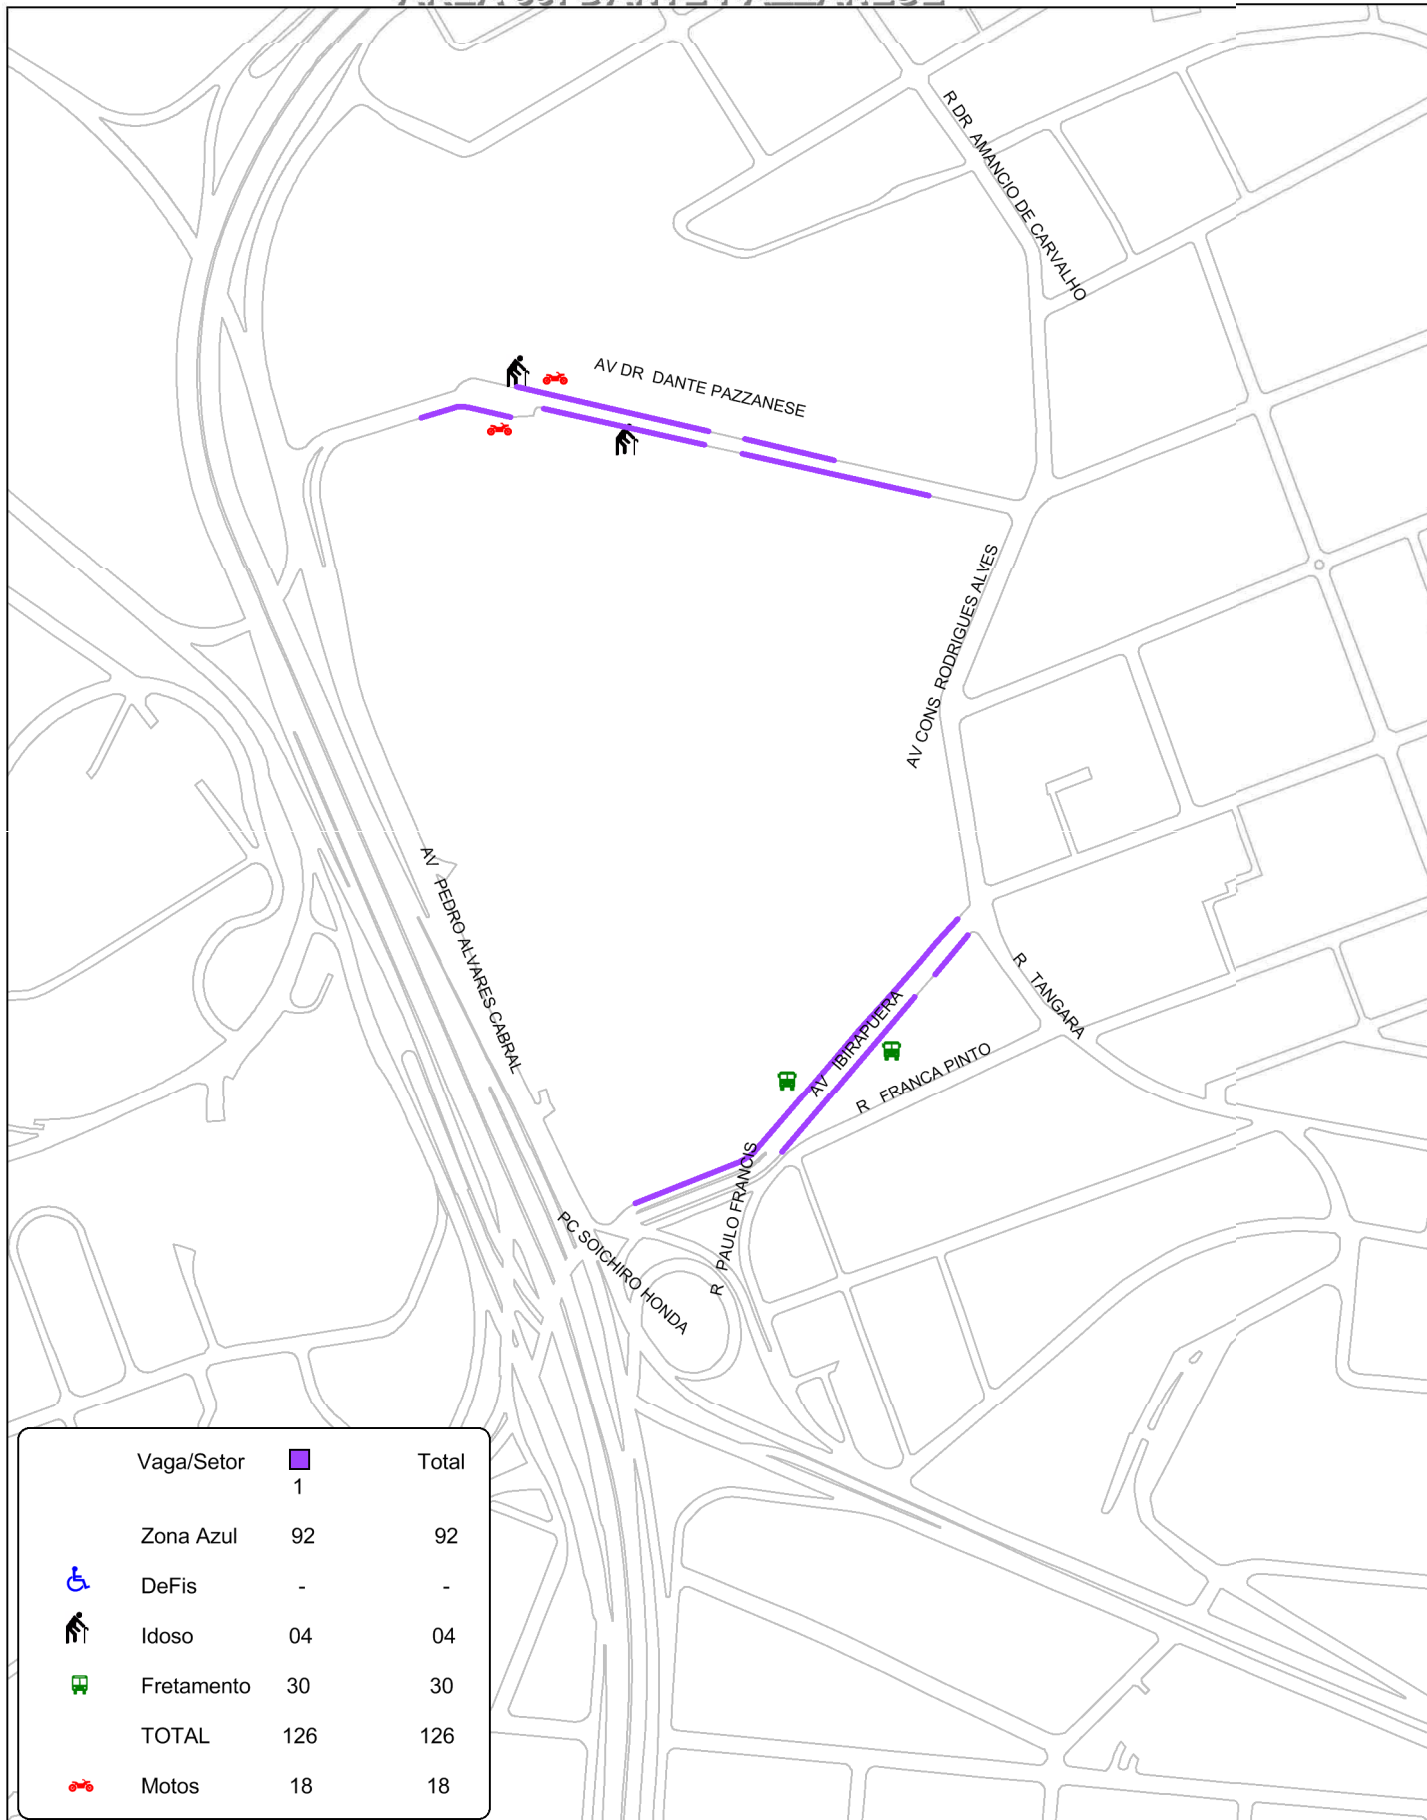 DANTE PAZZANESE
R DR AMANCIO DE CARVALHO
AV DR DANTE PAZZANESE
AV CONS RODRIGUES ALVES
AV PEDRO ALVARES CABRAL
R TANGARA
AV IBIRAPUERA
R FRANCA PINTO
R PAULO FRANCIS
PC SOICHIRO HONDA
Vaga/Setor Total
1
Zona Azul 92 92
DeFis - -
Idoso 04 04
Fretamento 30 30
TOTAL 126 126
Motos 18 18